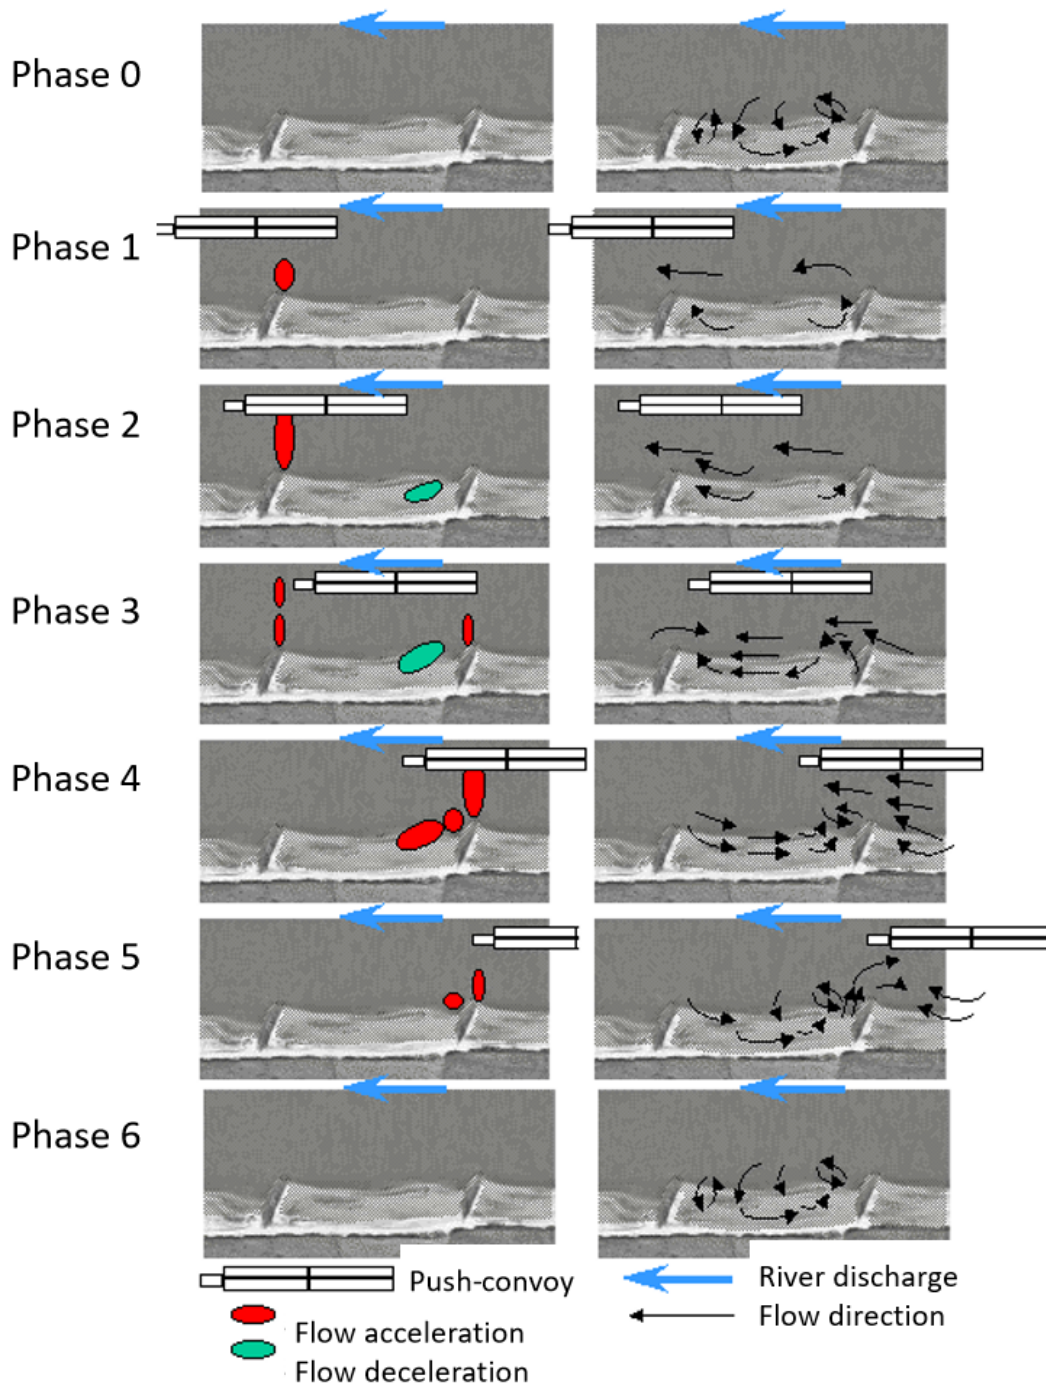 Phase 0
Phase 1
Phase 2
Phase 3
Phase 4
Phase 5
Phase 6
Push-convoy
River discharge
Flow acceleration
Flow direction
Flow deceleration